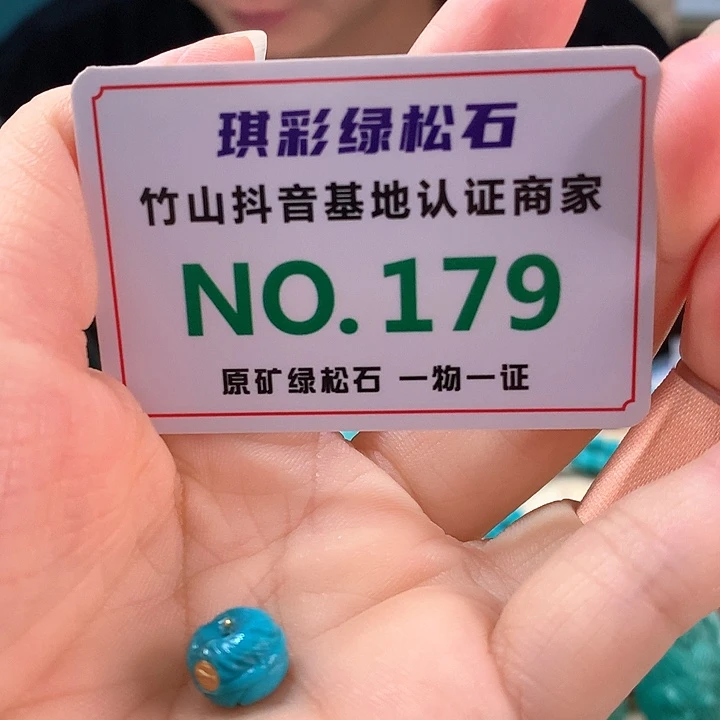 琪彩绿松石
竹山抖音基地认证商家
NO.179
原矿绿松石 一物一证